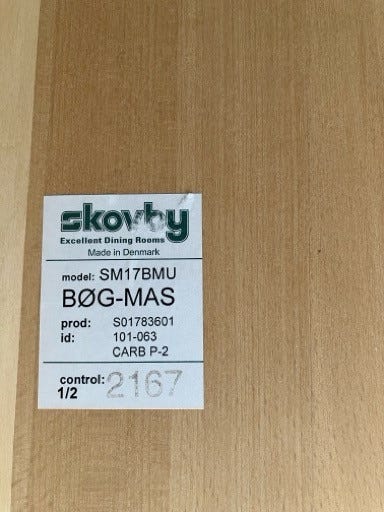 skovby
Excellent Dining Rooms
Made in Denmark
model: SM17BMU
BØG-MAS
prod: S01783601
id: 101-063
CARB P-2
control: 2167
1/2